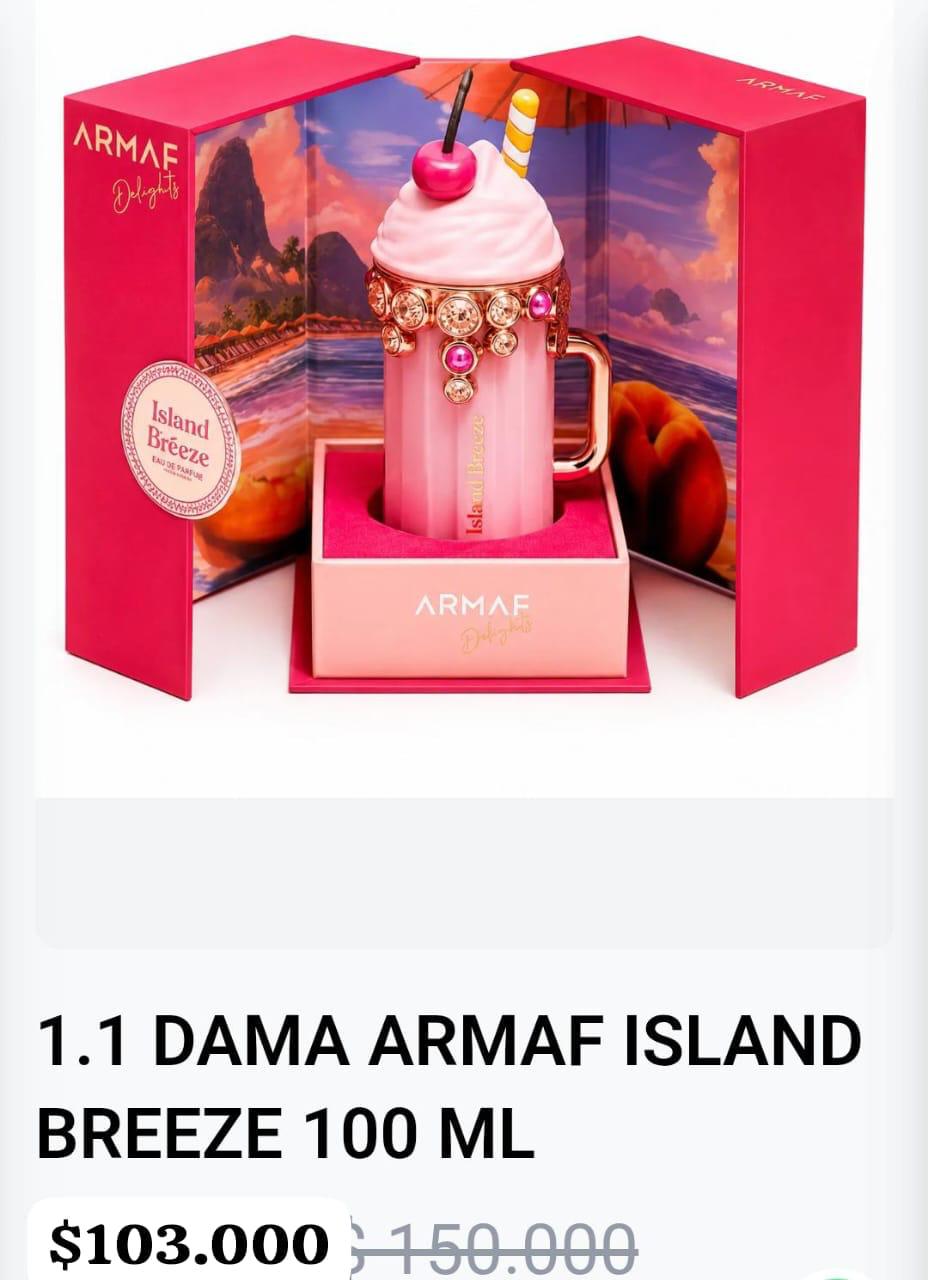 ARMAF
ARMAF
Delights
Island
Breeze
EAU DE PARFUM
Island Breeze
ARMAF
Delights
1.1 DAMA ARMAF ISLAND
BREEZE 100 ML
$103.000 $ 150.000